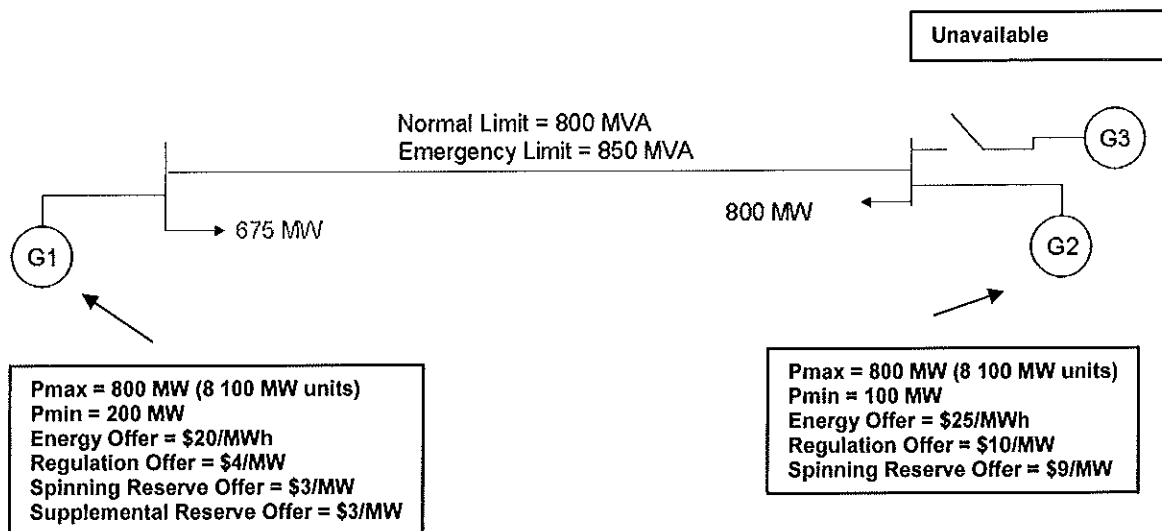 Unavailable
Normal Limit = 800 MVA
Emergency Limit = 850 MVA
G3
800 MW
675 MW
G1
G2
Pmax = 800 MW (8 100 MW units)
Pmin = 200 MW
Energy Offer = $20/MWh
Regulation Offer = $4/MW
Spinning Reserve Offer = $3/MW
Supplemental Reserve Offer = $3/MW
Pmax = 800 MW (8 100 MW units)
Pmin = 100 MW
Energy Offer = $25/MWh
Regulation Offer = $10/MW
Spinning Reserve Offer = $9/MW